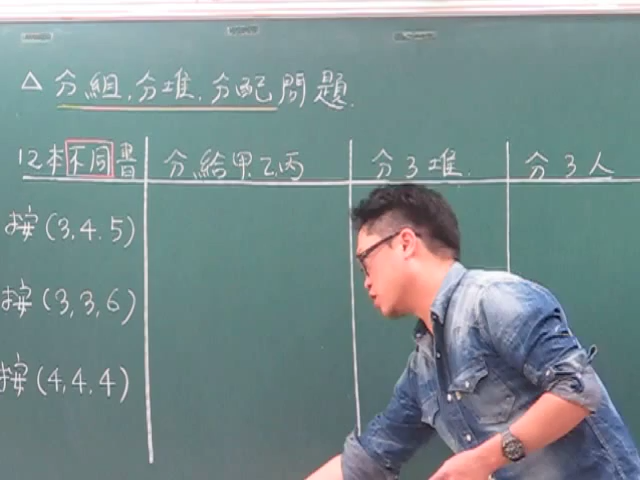 △分組.分堆.分配問題.
12本不同書 分給甲.乙.丙 分3堆. 分3人
按(3,4.5)
按(3,3,6)
按(4,4,4)